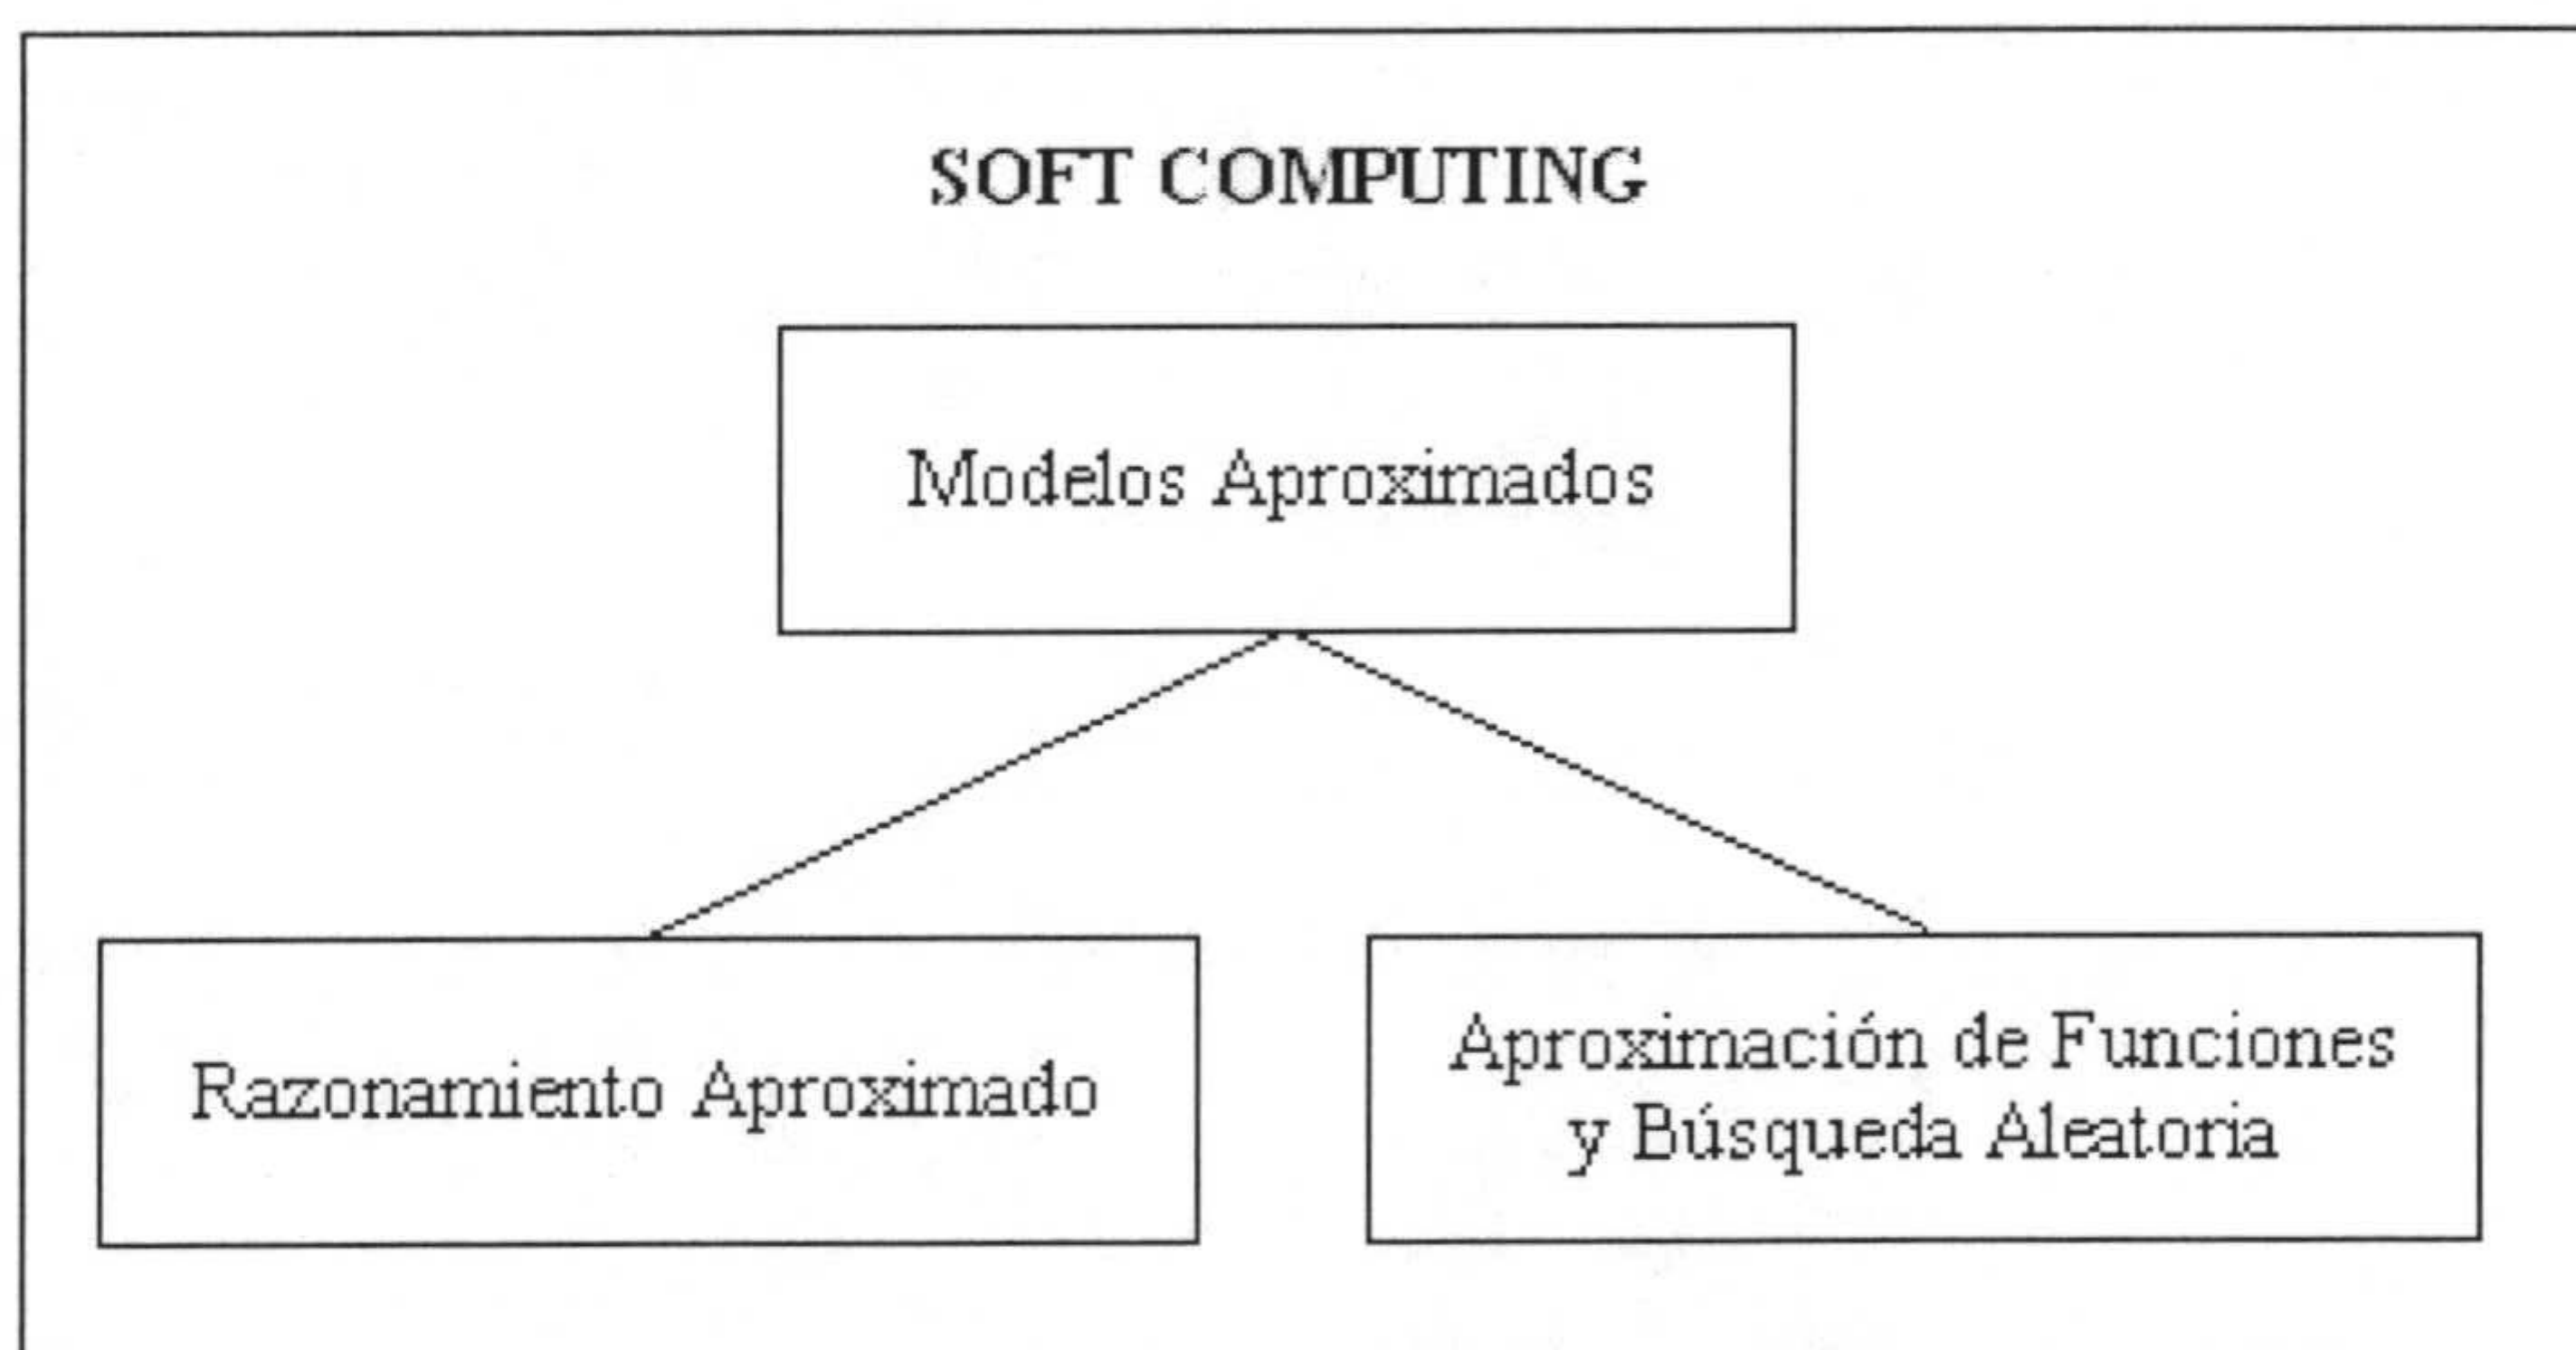 SOFT COMPUTING
Modelos Aproximados
Razonamiento Aproximado
Aproximación de Funciones
y Búsqueda Aleatoria